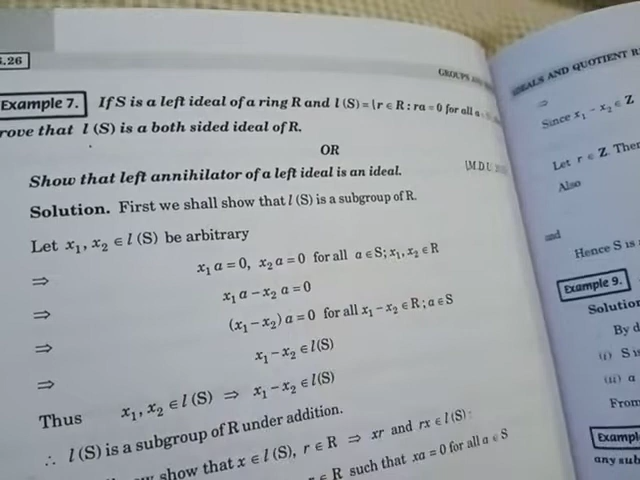 .26
GROUPS AND
Example 7. If S is a left ideal of a ring R and l (S) = {r ∈ R : ra = 0 for all a
rove that l (S) is a both sided ideal of R.
OR
[M.D.U.
Show that left annihilator of a left ideal is an ideal.
Solution. First we shall show that l (S) is a subgroup of R.
Let x₁, x₂ ∈ l (S) be arbitrary
⇒ x₁ a = 0, x₂ a = 0 for all a ∈ S; x₁, x₂ ∈ R
⇒ x₁ a – x₂ a = 0
⇒ (x₁ – x₂) a = 0 for all x₁ – x₂ ∈ R ; a ∈ S
⇒ x₁ – x₂ ∈ l (S)
Thus x₁, x₂ ∈ l (S) ⇒ x₁ – x₂ ∈ l (S)
∴ l (S) is a subgroup of R under addition.
show that x ∈ l (S), r ∈ R ⇒ xr and rx ∈ l (S) :
∈ R such that xa = 0 for all a ∈ S
IDEALS AND QUOTIENT R
⇒
Since x₁ – x₂ ∈ Z
Let r ∈ Z. Then
Also
and
Hence S is
Example 9.
Solution
By d
(i) S is
(ii) a
From
Example
any sub